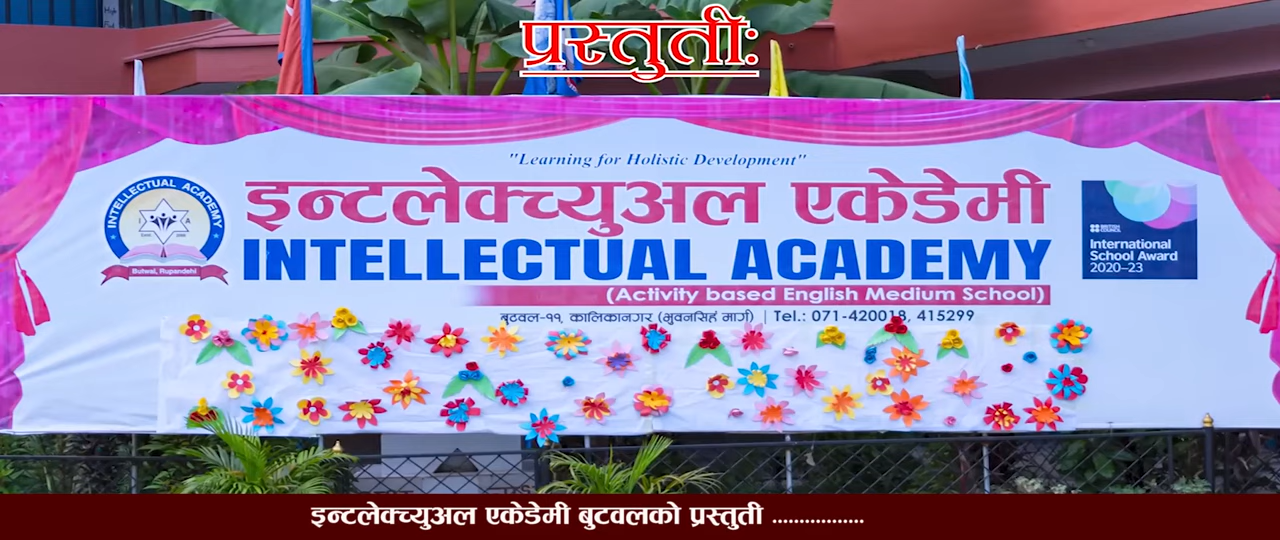 प्रस्तुतीः
"Learning for Holistic Development"
इन्टलेक्च्युअल एकेडेमी
INTELLECTUAL ACADEMY
(Activity based English Medium School)
बुटवल-११, कालिकानगर (भुवनसिहं मार्ग) | Tel.: 071-420018, 415299
INTELLECTUAL ACADEMY
Butwal, Rupandehi
BRITISH COUNCIL
International
School Award
2020–23
इन्टलेक्च्युअल एकेडेमी बुटवलको प्रस्तुती .................